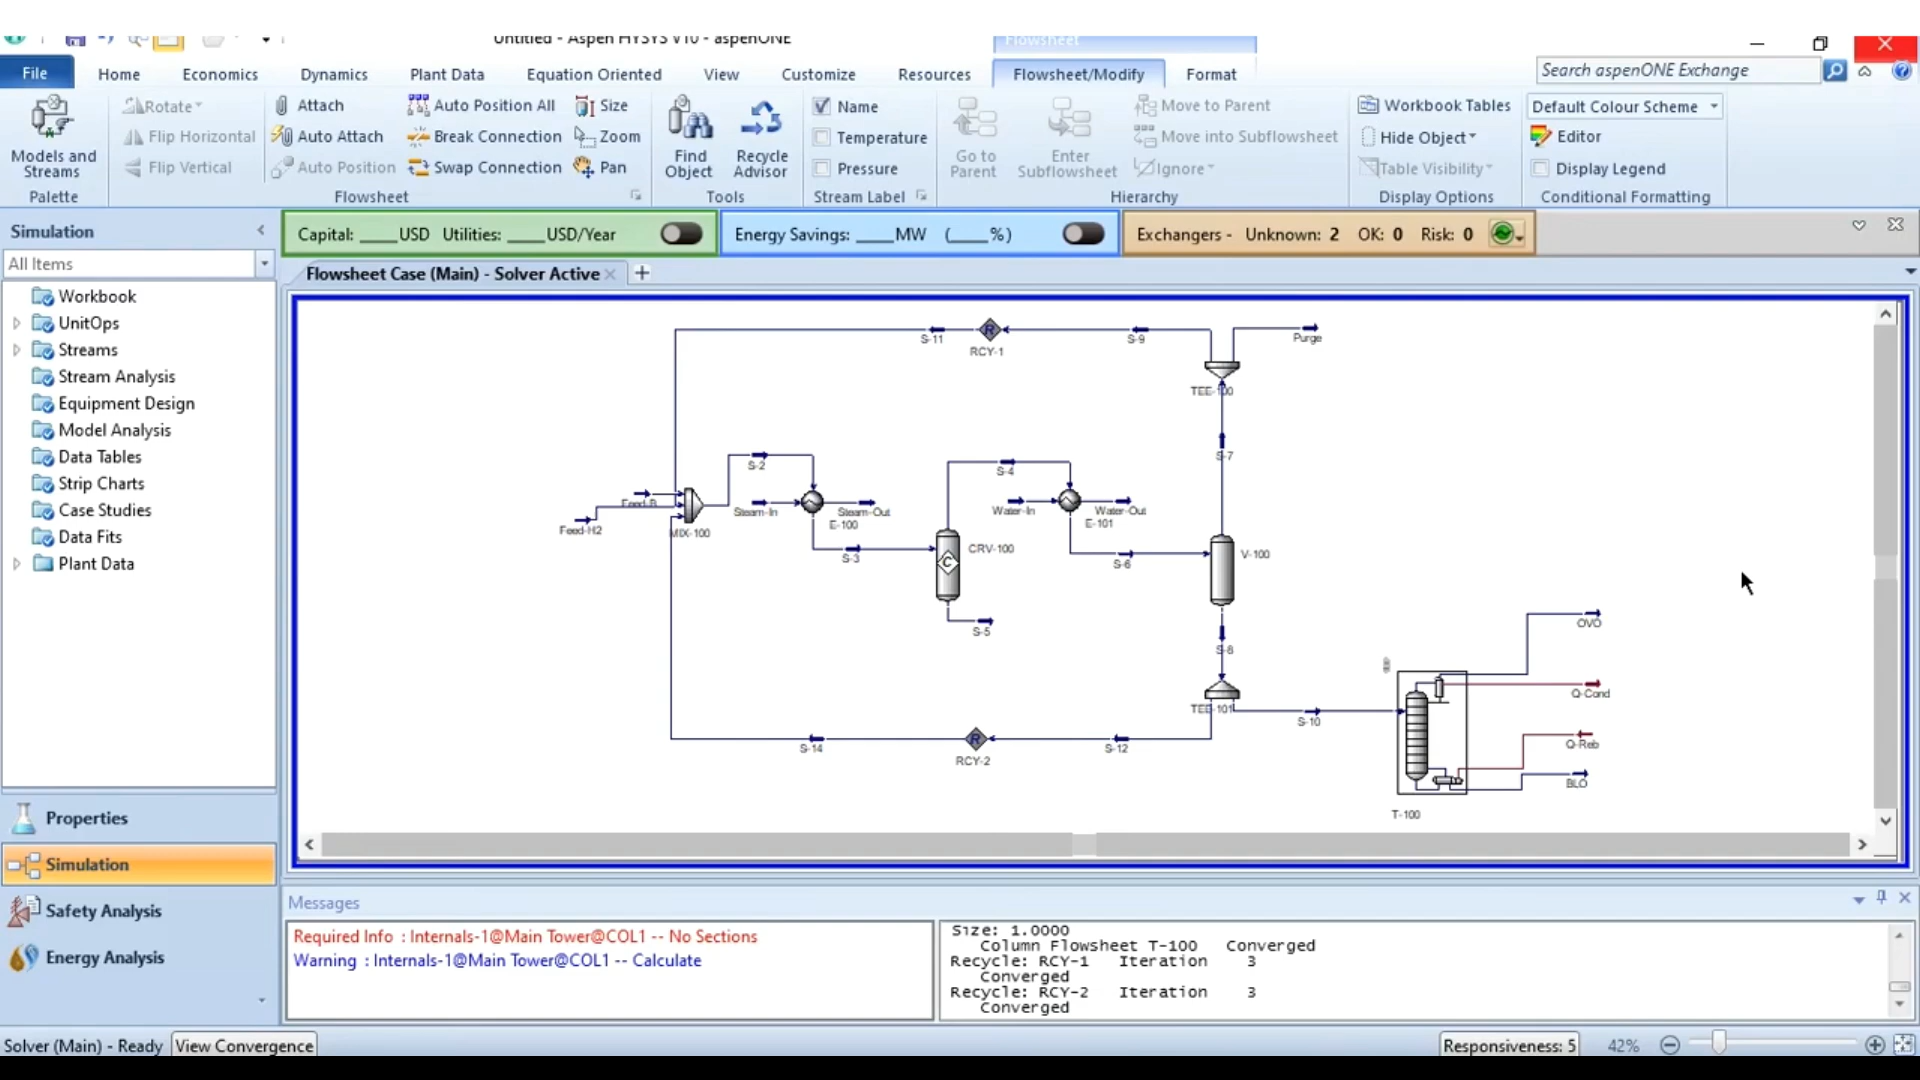 Untitled - Aspen HYSYS V10 - aspenONE
Flowsheet
File
Home
Economics
Dynamics
Plant Data
Equation Oriented
View
Customize
Resources
Flowsheet/Modify
Format
Search aspenONE Exchange
Models and Streams
Palette
Rotate
Flip Horizontal
Flip Vertical
Attach
Auto Attach
Auto Position
Auto Position All
Break Connection
Swap Connection
Size
Zoom
Pan
Flowsheet
Find Object
Recycle Advisor
Tools
Name
Temperature
Pressure
Stream Label
Go to Parent
Enter Subflowsheet
Move to Parent
Move into Subflowsheet
Ignore
Hierarchy
Workbook Tables
Hide Object
Table Visibility
Display Options
Default Colour Scheme
Editor
Display Legend
Conditional Formatting
Simulation
All Items
Workbook
UnitOps
Streams
Stream Analysis
Equipment Design
Model Analysis
Data Tables
Strip Charts
Case Studies
Data Fits
Plant Data
Properties
Simulation
Safety Analysis
Energy Analysis
Capital: ____USD Utilities: ____USD/Year
Energy Savings: ____MW (____%)
Exchangers - Unknown: 2 OK: 0 Risk: 0
Flowsheet Case (Main) - Solver Active
S-11
R
RCY-1
S-9
Purge
TEE-100
S-7
S-2
S-4
Feed-B
Feed-H2
MIX-100
Steam-In
Steam-Out
E-100
Water-In
Water-Out
E-101
S-3
C
CRV-100
S-6
V-100
S-5
S-8
OVO
Q-Cond
TEE-101
S-10
Q-Reb
S-14
R
RCY-2
S-12
BLO
T-100
Messages
Required Info : Internals-1@Main Tower@COL1 -- No Sections
Warning : Internals-1@Main Tower@COL1 -- Calculate
Size: 1.0000
Column Flowsheet T-100 Converged
Recycle: RCY-1 Iteration 3
Converged
Recycle: RCY-2 Iteration 3
Converged
Solver (Main) - Ready
View Convergence
Responsiveness: 5
42%